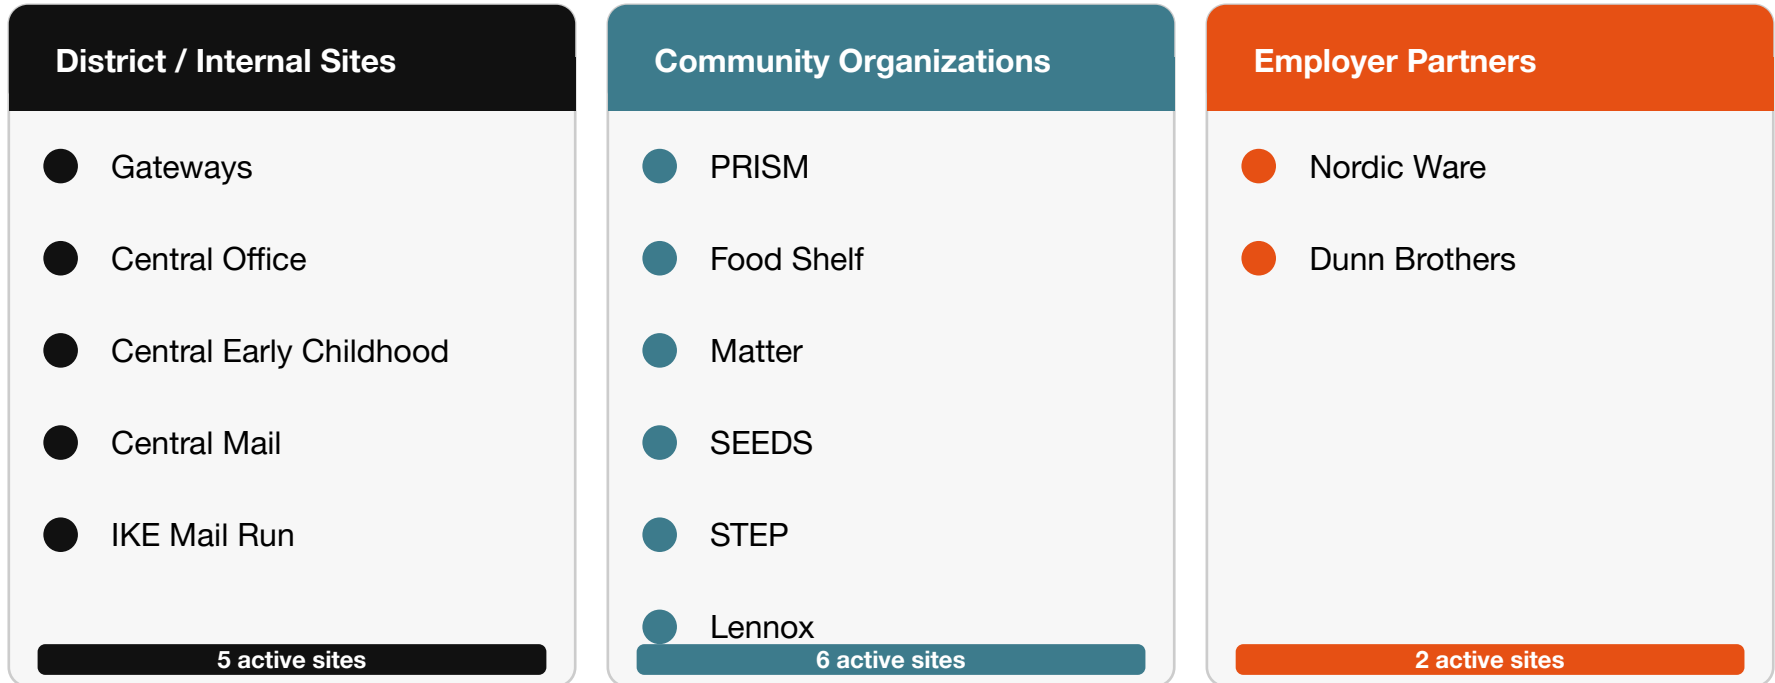 District / Internal Sites
Gateways
Central Office
Central Early Childhood
Central Mail
IKE Mail Run
5 active sites
Community Organizations
PRISM
Food Shelf
Matter
SEEDS
STEP
Lennox
6 active sites
Employer Partners
Nordic Ware
Dunn Brothers
2 active sites